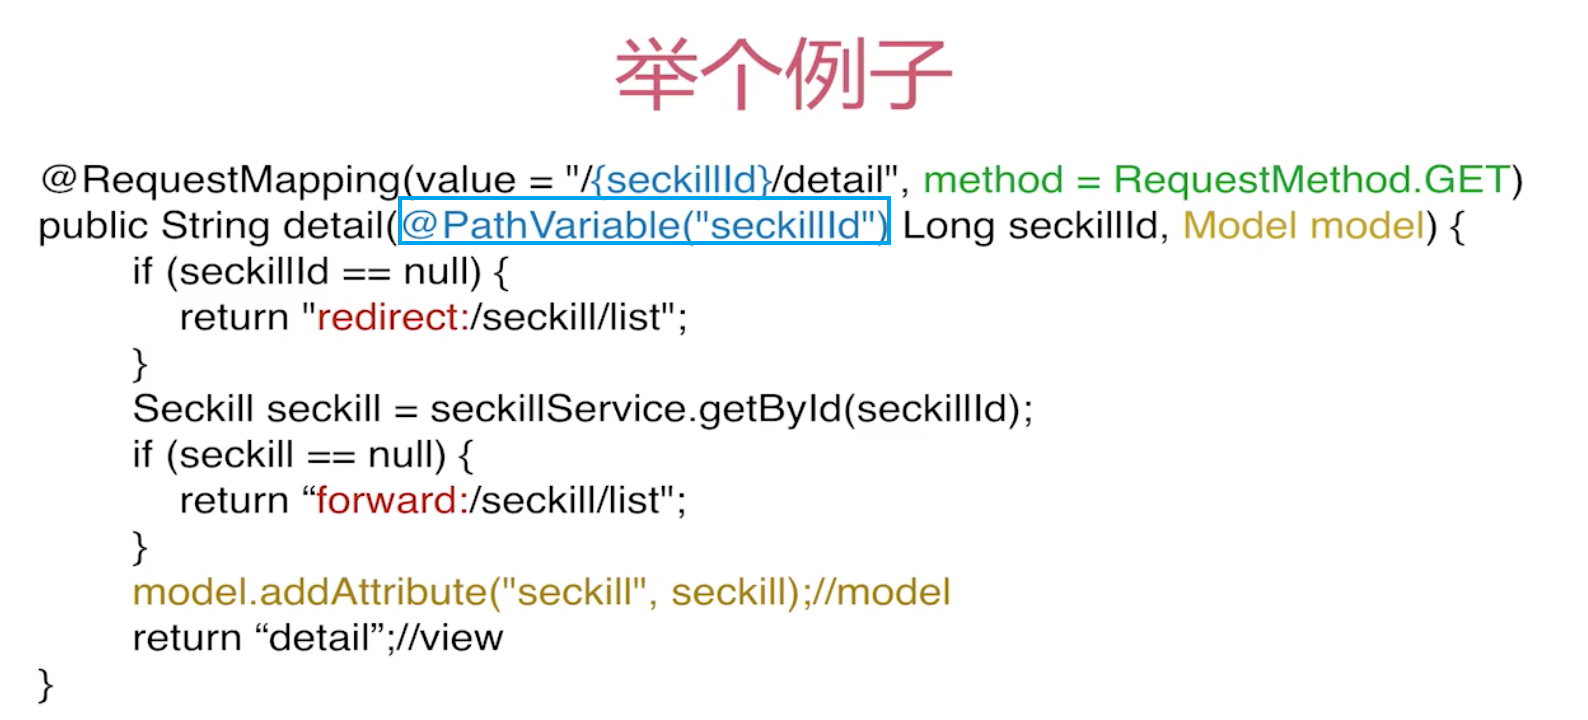 举个例子
@RequestMapping(value = "/{seckillId}/detail", method = RequestMethod.GET)
public String detail(@PathVariable("seckillId") Long seckillId, Model model) {
if (seckillId == null) {
return "redirect:/seckill/list";
}
Seckill seckill = seckillService.getById(seckillId);
if (seckill == null) {
return “forward:/seckill/list";
}
model.addAttribute("seckill", seckill);//model
return “detail”;//view
}